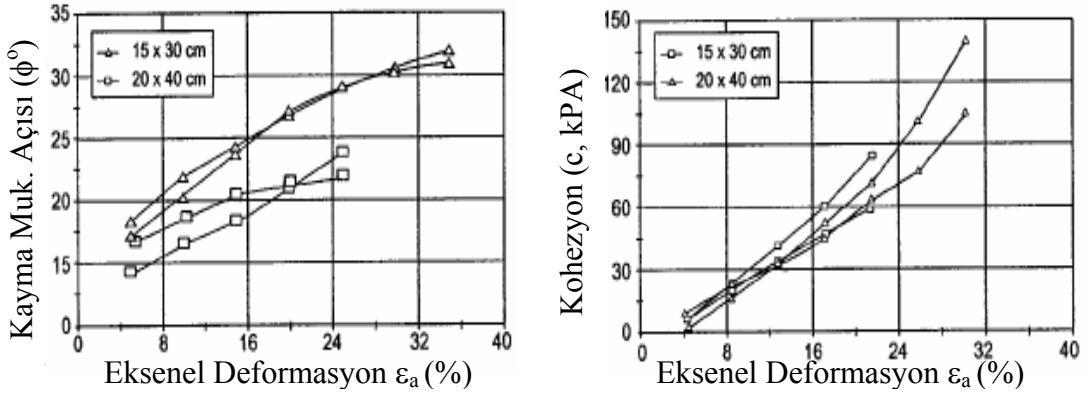 Kayma Muk. Açısı (ϕ°)
35
30
25
20
15
0
15 x 30 cm
20 x 40 cm
0 8 16 24 32 40
Eksenel Deformasyon εa (%)
Kohezyon (c, kPA)
150
120
90
60
30
0
15 x 30 cm
20 x 40 cm
0 8 16 24 32 40
Eksenel Deformasyon εa (%)